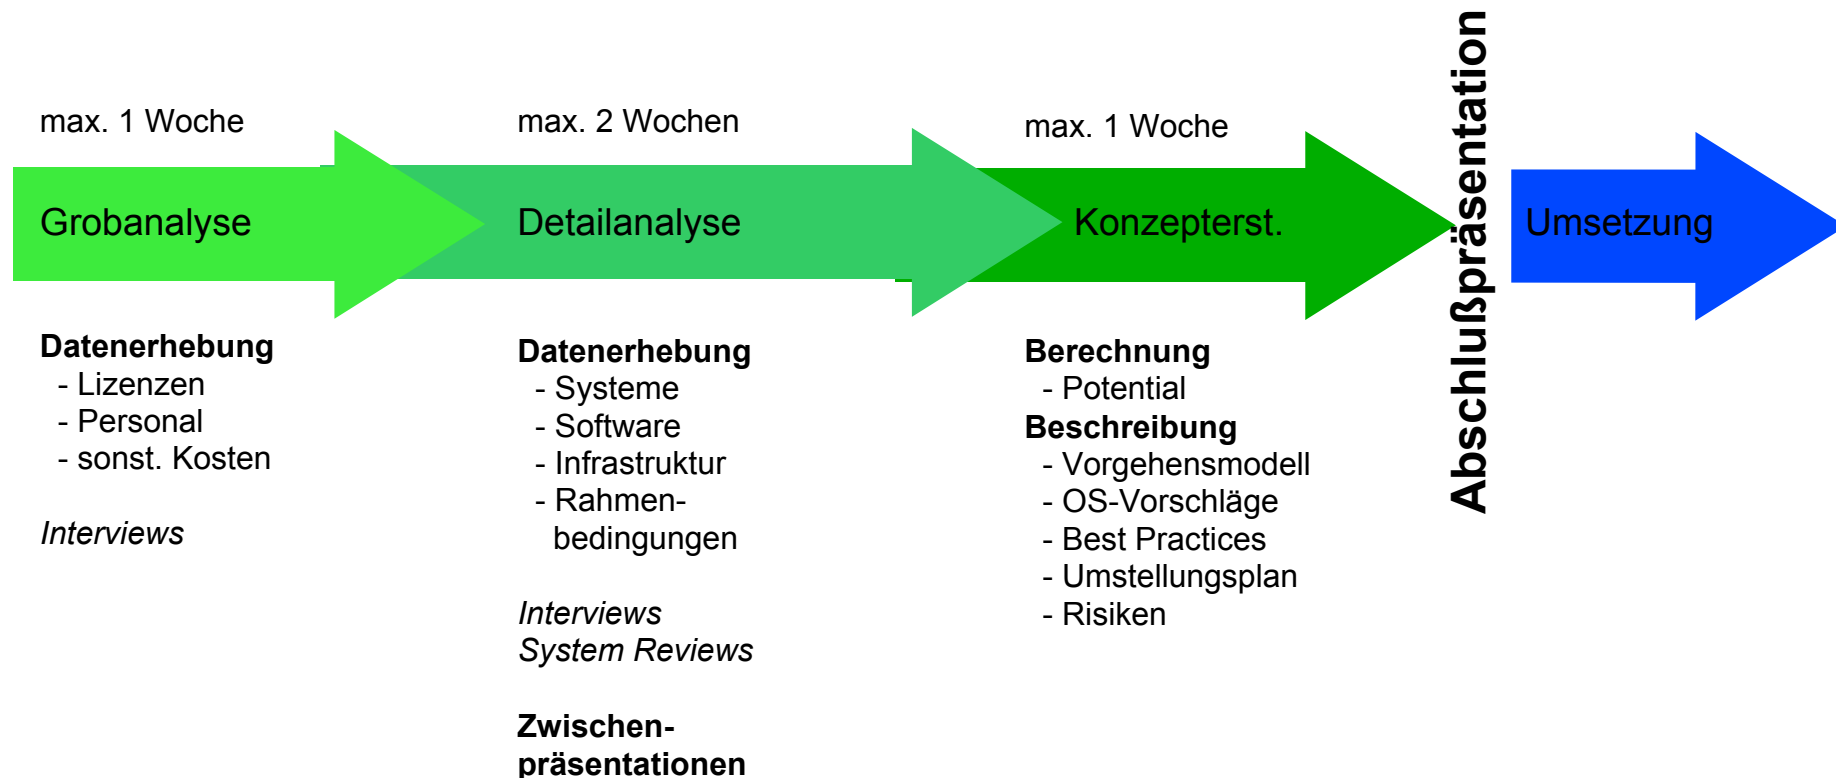 max. 1 Woche
Grobanalyse
Datenerhebung
- Lizenzen
- Personal
- sonst. Kosten
Interviews
max. 2 Wochen
Detailanalyse
Datenerhebung
- Systeme
- Software
- Infrastruktur
- Rahmen-
bedingungen
Interviews
System Reviews
Zwischen-
präsentationen
max. 1 Woche
Konzepterst.
Berechnung
- Potential
Beschreibung
- Vorgehensmodell
- OS-Vorschläge
- Best Practices
- Umstellungsplan
- Risiken
Abschlußpräsentation
Umsetzung